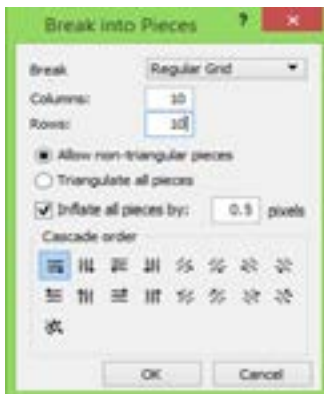 Break into Pieces ? ×
Break Regular Grid
Columns: 10
Rows: 10
Allow non-triangular pieces
Triangulate all pieces
Inflate all pieces by: 0.5 pixels
Cascade order
OK Cancel